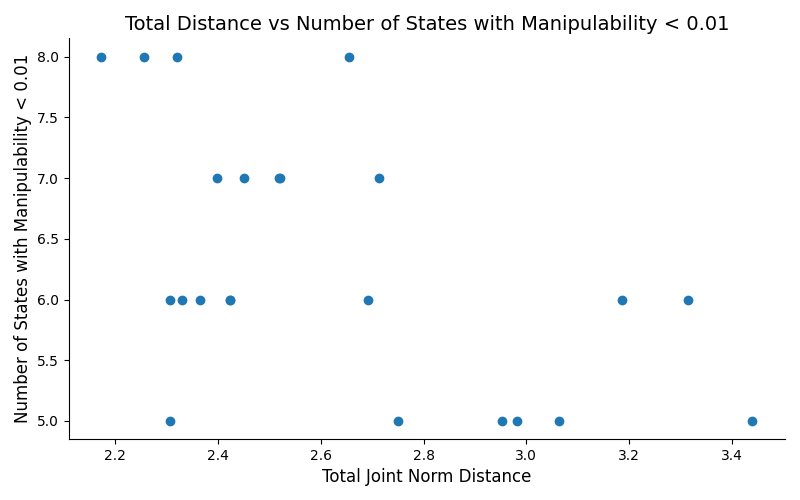 Total Distance vs Number of States with Manipulability < 0.01
8.0
7.5
7.0
6.5
6.0
5.5
5.0
Number of States with Manipulability < 0.01
2.2 2.4 2.6 2.8 3.0 3.2 3.4
Total Joint Norm Distance